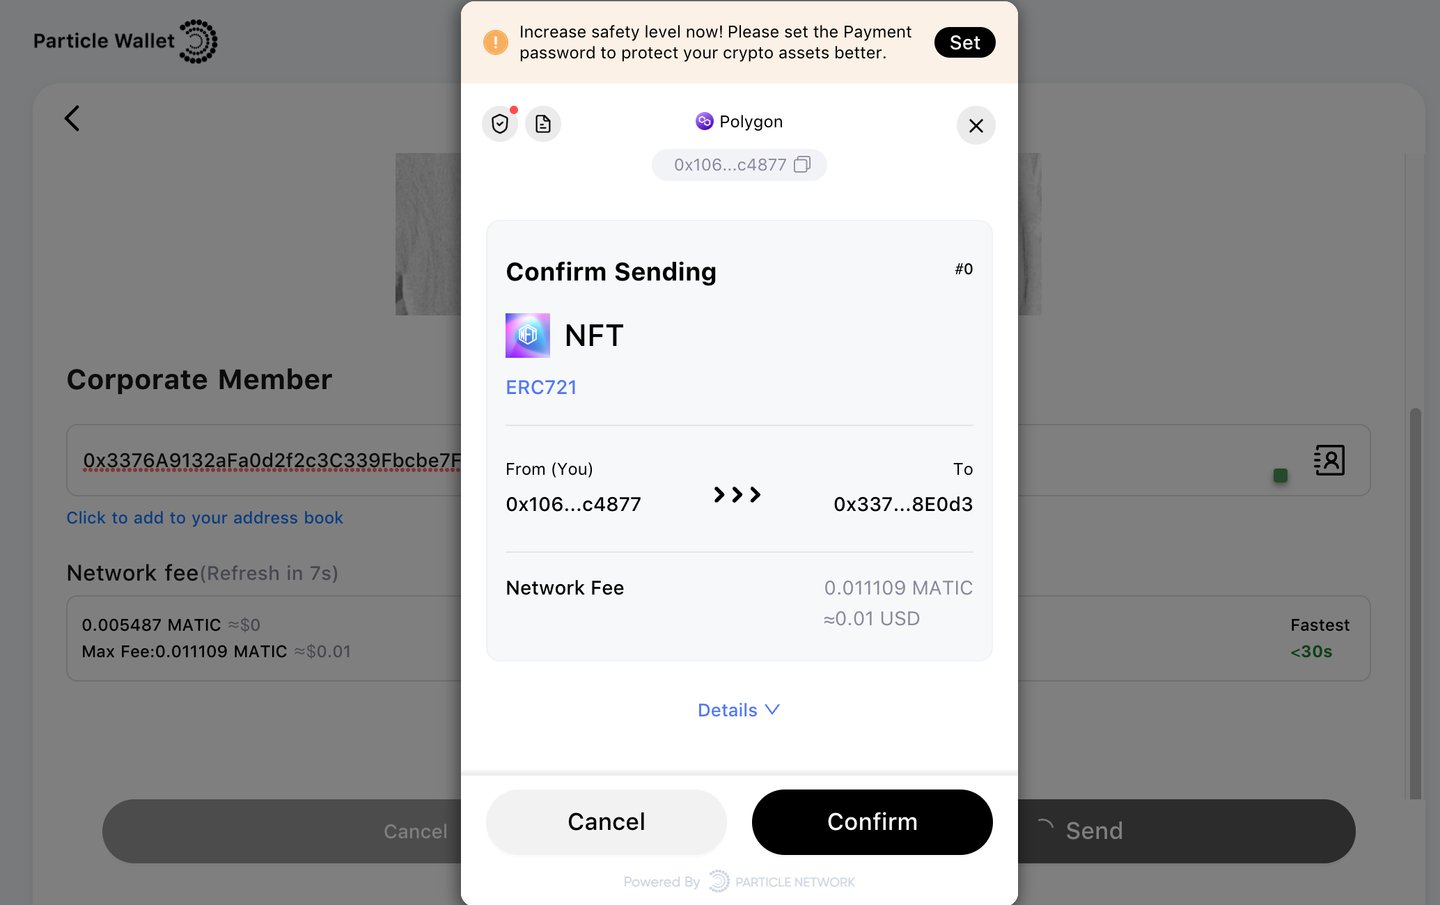 Particle Wallet
Increase safety level now! Please set the Payment
password to protect your crypto assets better.
Set
Polygon
0x106...c4877
Confirm Sending
#0
NFT
ERC721
From (You)
To
0x106...c4877
0x337...8E0d3
Network Fee
0.011109 MATIC
≈0.01 USD
Details
Cancel
Confirm
Powered By PARTICLE NETWORK
Corporate Member
0x3376A9132aFa0d2f2c3C339Fbcbe7F
Click to add to your address book
Network fee(Refresh in 7s)
0.005487 MATIC ≈$0
Max Fee:0.011109 MATIC ≈$0.01
Fastest
<30s
Cancel
Send